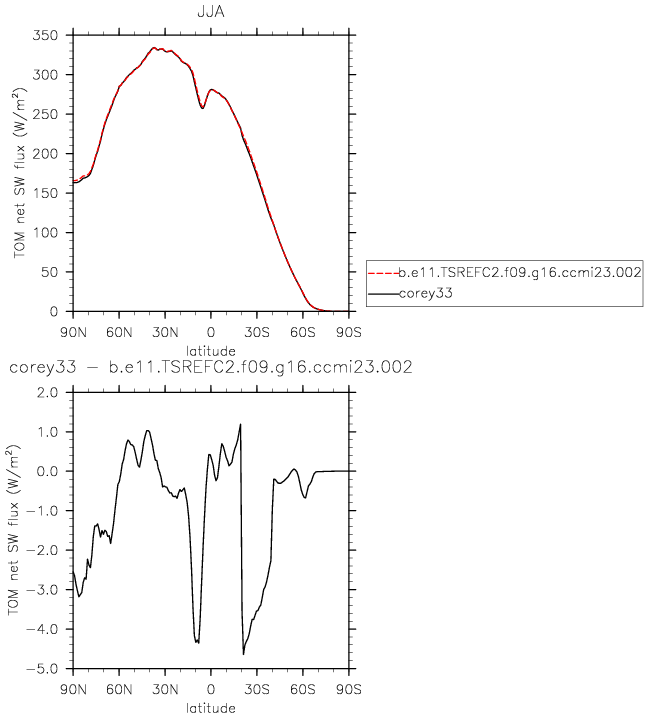 JJA
TOM net SW flux (W/m²)
350
300
250
200
150
100
50
0
90N 60N 30N 0 30S 60S 90S
latitude
b.e11.TSREFC2.f09.g16.ccmi23.002
corey33
corey33 - b.e11.TSREFC2.f09.g16.ccmi23.002
TOM net SW flux (W/m²)
2.0
1.0
0.0
-1.0
-2.0
-3.0
-4.0
-5.0
90N 60N 30N 0 30S 60S 90S
latitude